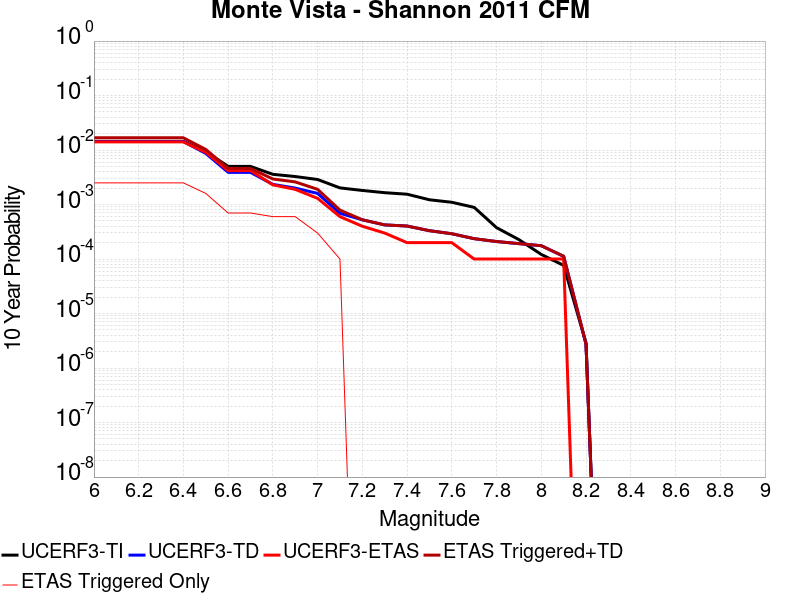 Monte Vista - Shannon 2011 CFM
10 0
10 -1
10 -2
10 -3
10 -4
10 -5
10 -6
10 -7
10 -8
10 Year Probability
6 6.2 6.4 6.6 6.8 7 7.2 7.4 7.6 7.8 8 8.2 8.4 8.6 8.8 9
Magnitude
UCERF3-TI UCERF3-TD UCERF3-ETAS ETAS Triggered+TD
ETAS Triggered Only